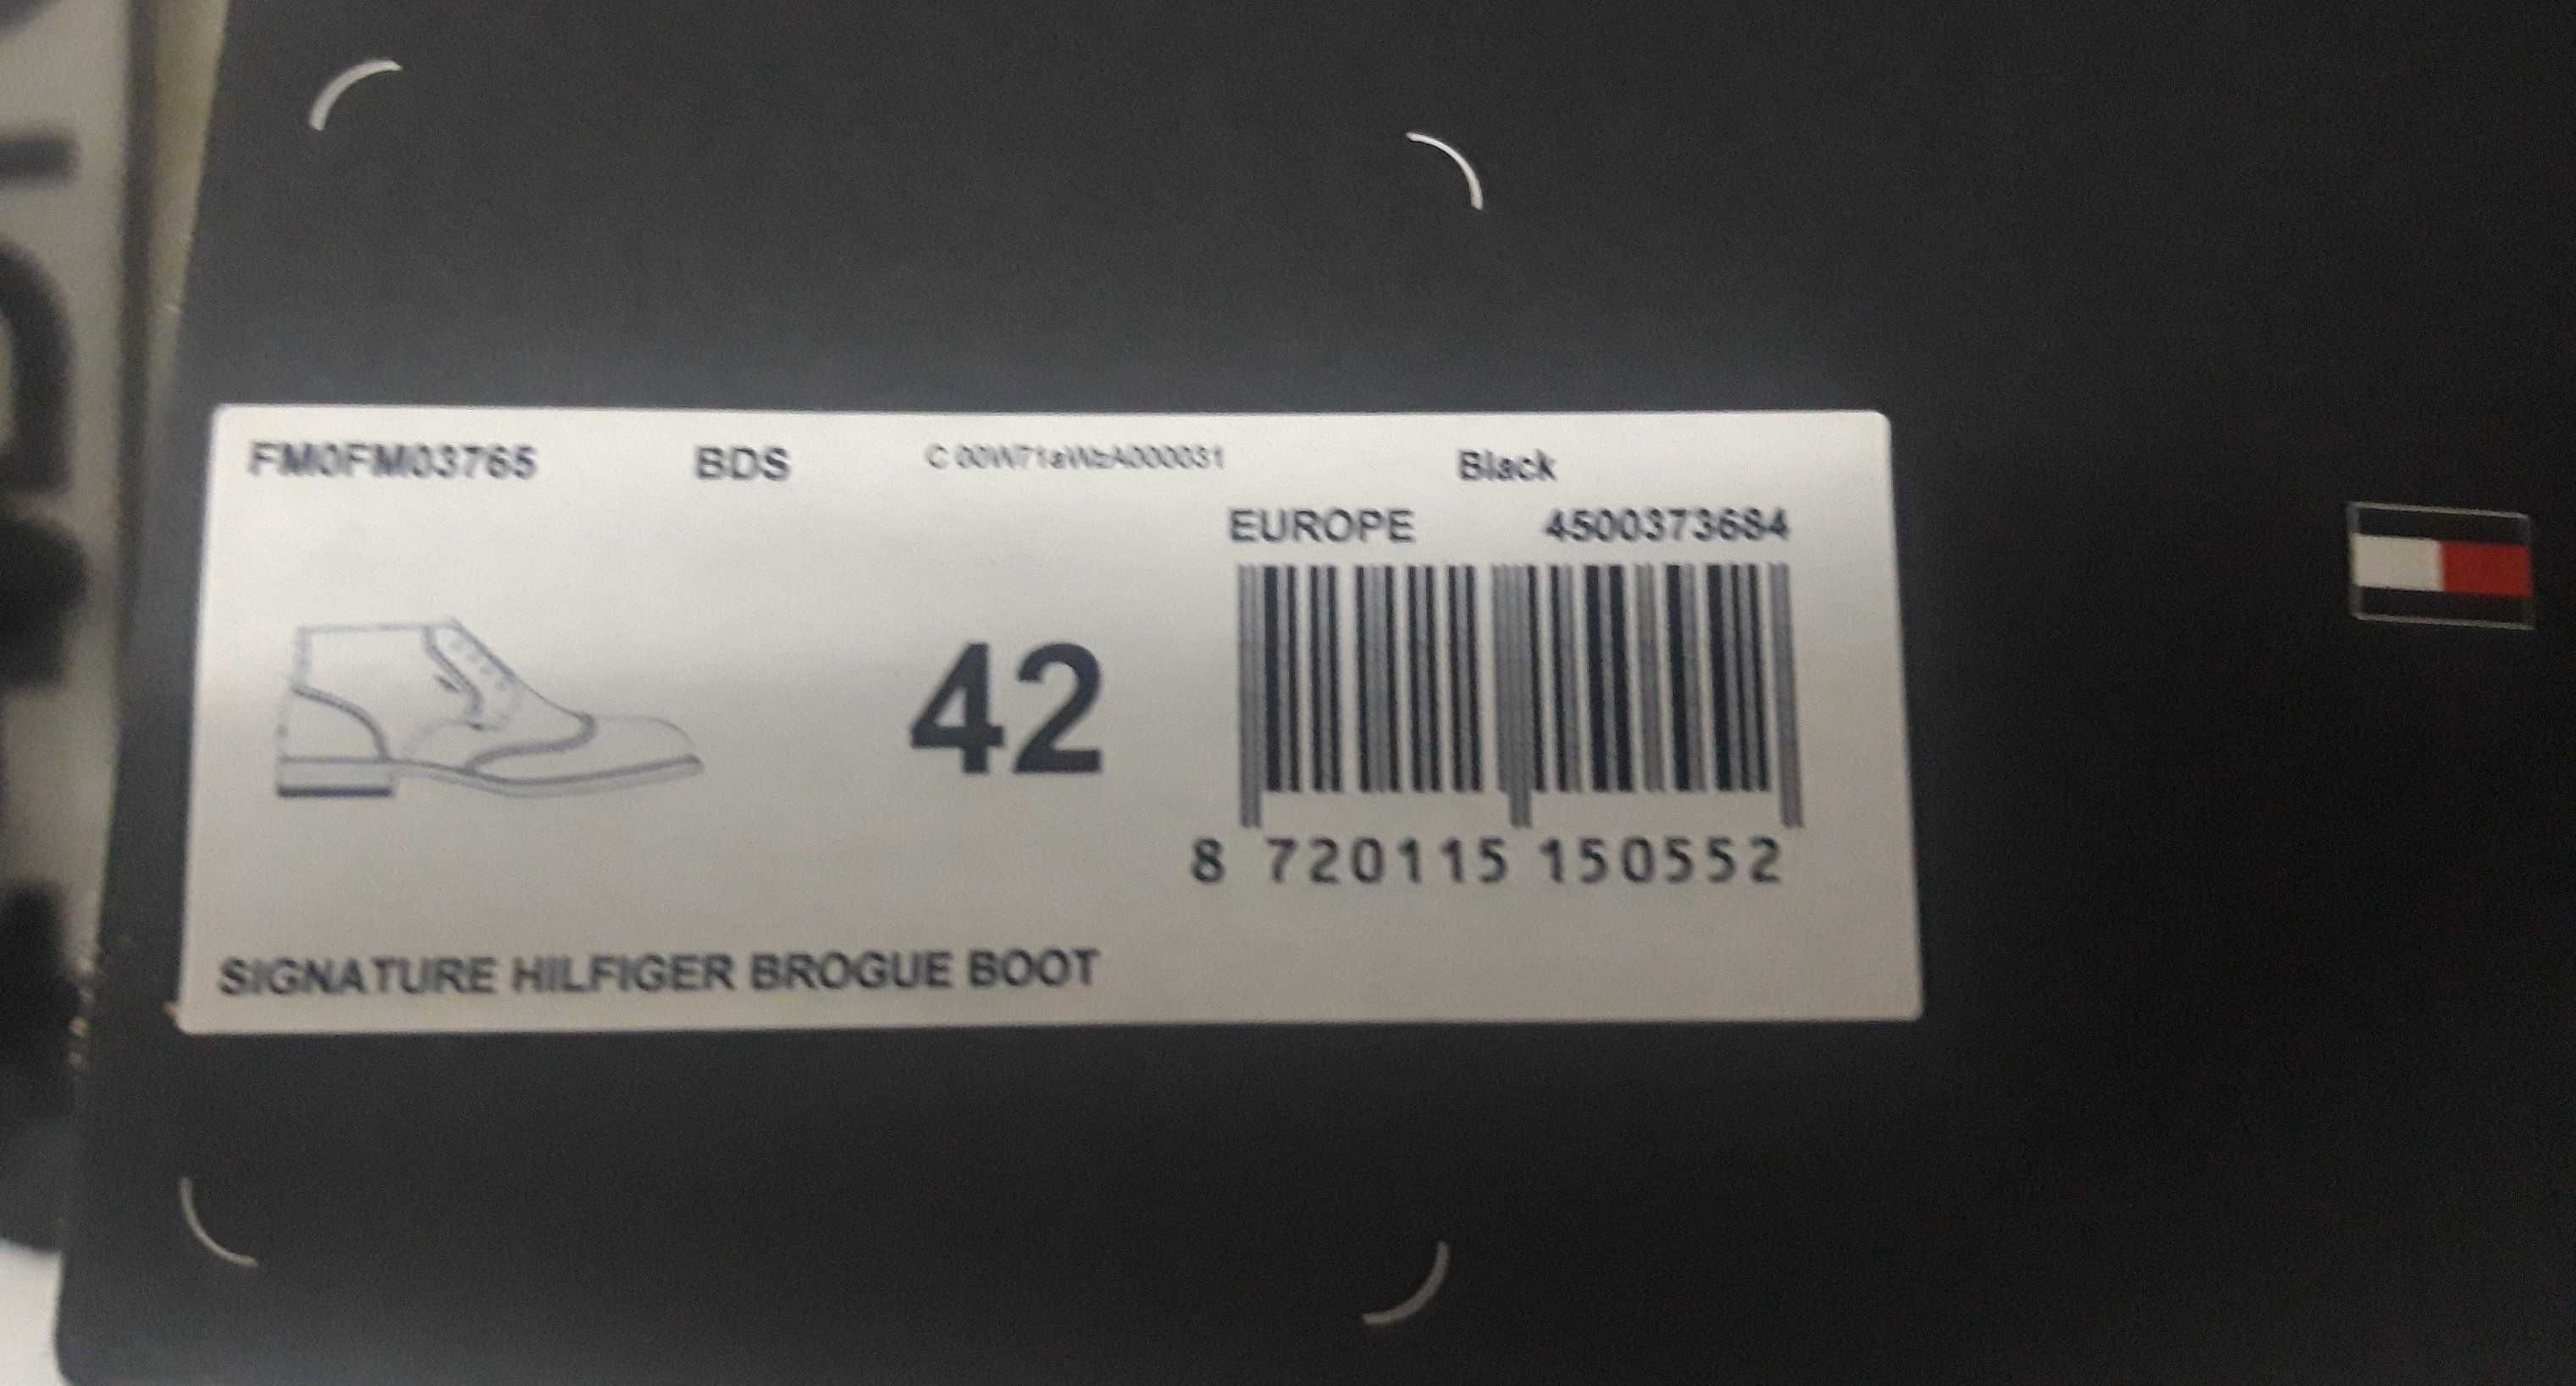 FM0FM03765 BDS C 00W71aWzA000031 Black
EUROPE 4500373684
42
8 720115 150552
SIGNATURE HILFIGER BROGUE BOOT